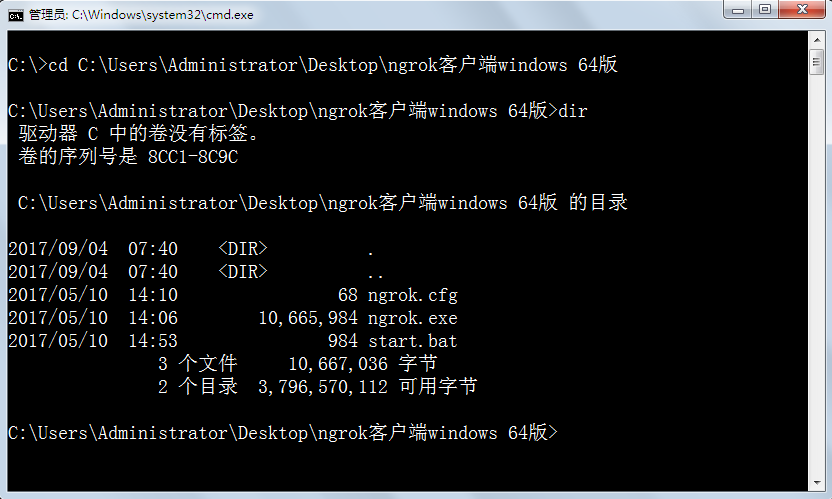 管理员: C:\Windows\system32\cmd.exe
C:\>cd C:\Users\Administrator\Desktop\ngrok客户端windows 64版
C:\Users\Administrator\Desktop\ngrok客户端windows 64版>dir
驱动器 C 中的卷没有标签。
卷的序列号是 8CC1-8C9C
C:\Users\Administrator\Desktop\ngrok客户端windows 64版 的目录
2017/09/04  07:40    <DIR>          .
2017/09/04  07:40    <DIR>          ..
2017/05/10  14:10                68 ngrok.cfg
2017/05/10  14:06        10,665,984 ngrok.exe
2017/05/10  14:53               984 start.bat
3 个文件     10,667,036 字节
2 个目录  3,796,570,112 可用字节
C:\Users\Administrator\Desktop\ngrok客户端windows 64版>